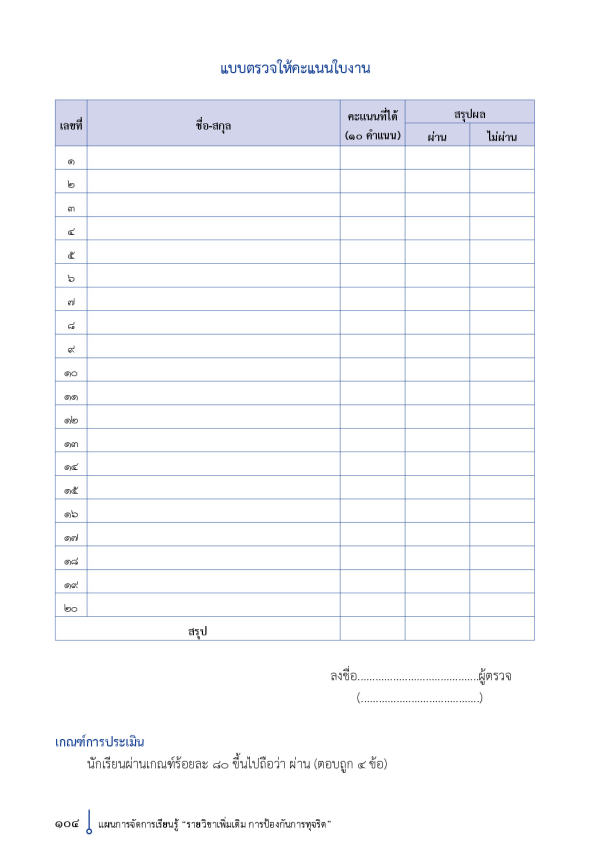 แบบตรวจให้คะแนนใบงาน
เลขที่ ชื่อ-สกุล คะแนนที่ได้ (๑๐ คำแนน) สรุปผล
ผ่าน ไม่ผ่าน
๑
๒
๓
๔
๕
๖
๗
๘
๙
๑๐
๑๑
๑๒
๑๓
๑๔
๑๕
๑๖
๑๗
๑๘
๑๙
๒๐
สรุป
ลงชื่อ.........................................ผู้ตรวจ
(........................................)
เกณฑ์การประเมิน
นักเรียนผ่านเกณฑ์ร้อยละ ๘๐ ขึ้นไปถือว่า ผ่าน (ตอบถูก ๔ ข้อ)
๑๐๔ แผนการจัดการเรียนรู้ “รายวิชาเพิ่มเติม การป้องกันการทุจริต”